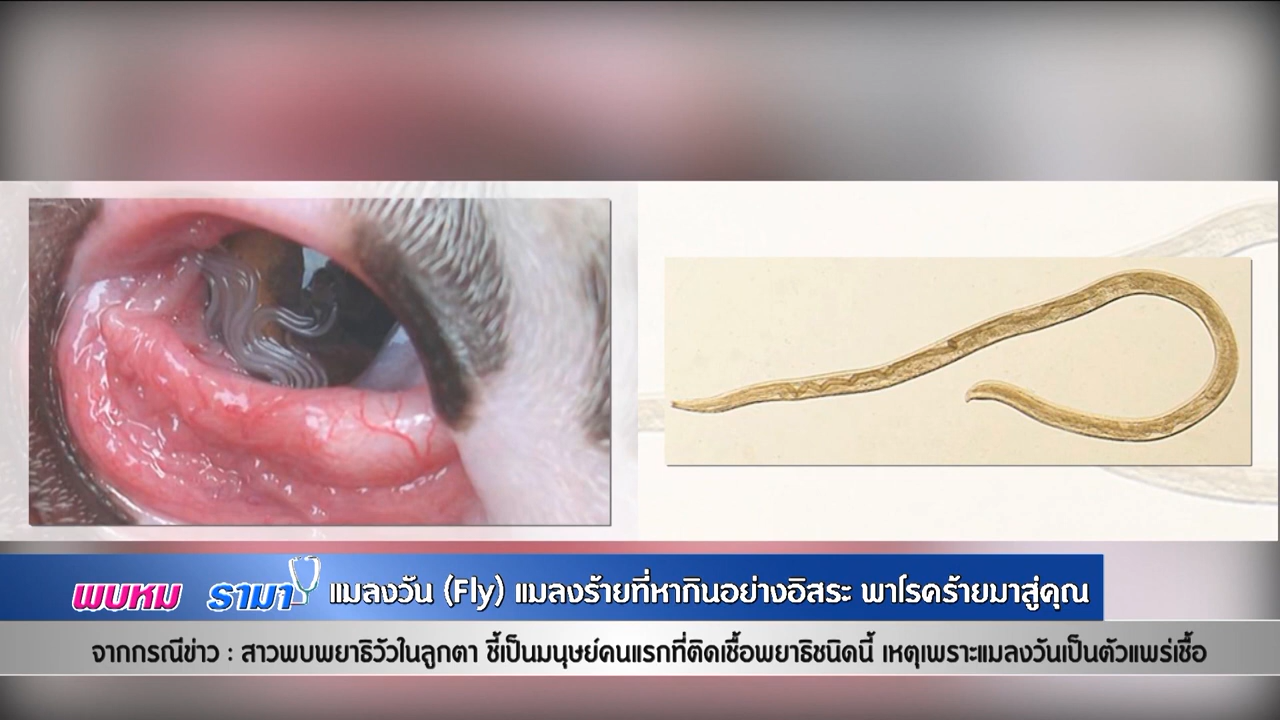 พบหมอ รามา แมลงวัน (Fly) แมลงร้ายที่หากินอย่างอิสระ พาโรคร้ายมาสู่คุณ
จากกรณีข่าว : สาวพบพยาธิวัวในลูกตา ชี้เป็นมนุษย์คนแรกที่ติดเชื้อพยาธิชนิดนี้ เหตุเพราะแมลงวันเป็นตัวแพร่เชื้อ